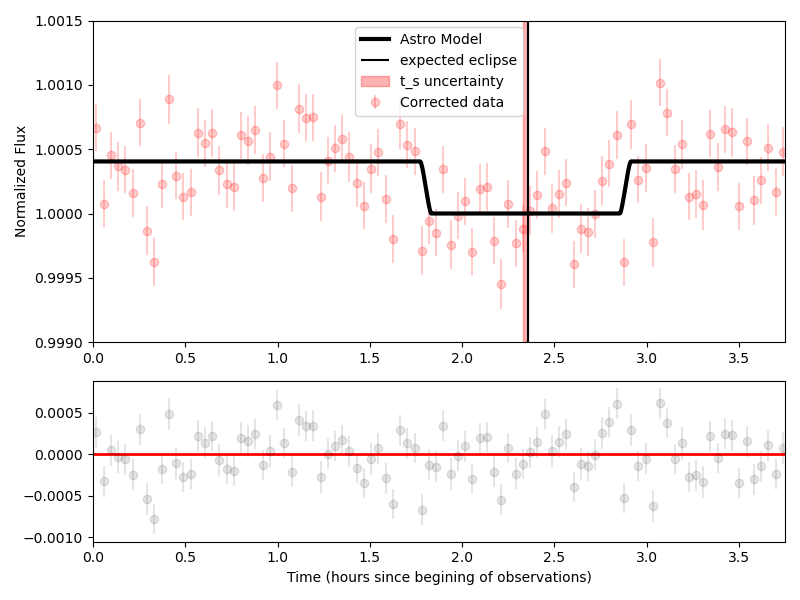 1.0015
1.0010
1.0005
1.0000
0.9995
0.9990
Normalized Flux
Astro Model
expected eclipse
t_s uncertainty
Corrected data
0.0 0.5 1.0 1.5 2.0 2.5 3.0 3.5
0.0005
0.0000
−0.0005
−0.0010
0.0 0.5 1.0 1.5 2.0 2.5 3.0 3.5
Time (hours since begining of observations)